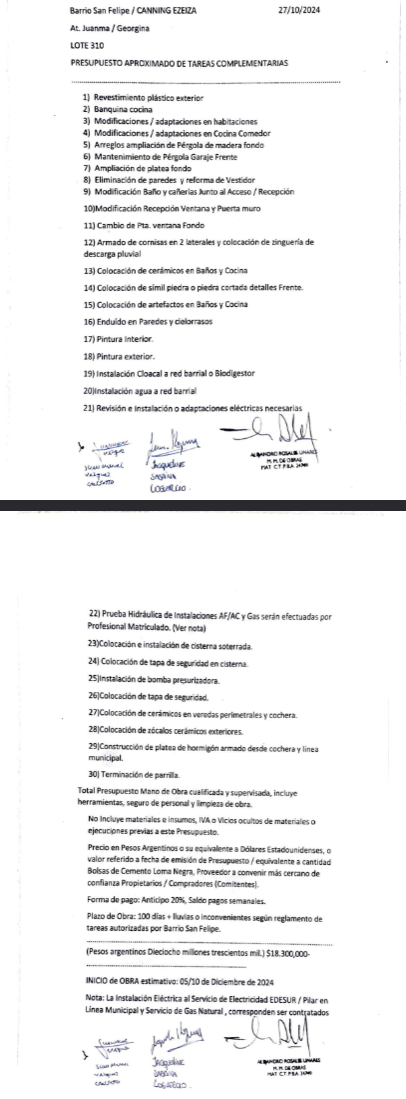 Barrio San Felipe / CANNING EZEIZA 27/10/2024
At. Juanma / Georgina
LOTE 310
PRESUPUESTO APROXIMADO DE TAREAS COMPLEMENTARIAS
1) Revestimiento plástico exterior
2) Banquina cocina
3) Modificaciones / adaptaciones en habitaciones
4) Modificaciones / adaptaciones en Cocina Comedor
5) Arreglos ampliación de Pérgola de madera fondo
6) Mantenimiento de Pérgola Garaje Frente
7) Ampliación de platea fondo
8) Eliminación de paredes y reforma de Vestidor
9) Modificación Baño y cañerías Junto al Acceso / Recepción
10)Modificación Recepción Ventana y Puerta muro
11) Cambio de Pta. ventana Fondo
12) Armado de cornisas en 2 laterales y colocación de zinguería de
descarga pluvial
13) Colocación de cerámicos en Baños y Cocina
14) Colocación de simil piedra o piedra cortada detalles Frente.
15) Colocación de artefactos en Baños y Cocina
16) Enduido en Paredes y cielorrasos
17) Pintura Interior.
18) Pintura exterior.
19) Instalación Cloacal a red barrial o Biodigestor
20)Instalación agua a red barrial
21) Revisión e Instalación o adaptaciones eléctricas necesarias
Juan Manuel
Vazquez
Jacqueline
ALEJANDRO ROSALES LINARES
M. M. DE OBRAS
22) Prueba Hidráulica de Instalaciones AF/AC y Gas serán efectuadas por
Profesional Matriculado. (Ver nota)
23)Colocación e instalación de cisterna soterrada.
24) Colocación de tapa de seguridad en cisterna.
25)Instalación de bomba presurizadora.
26)Colocación de tapa de seguridad.
27)Colocación de cerámicos en veredas perimetrales y cochera.
28)Colocación de zócalos cerámicos exteriores.
29)Construcción de platea de hormigón armado desde cochera y línea
municipal.
30) Terminación de parrilla.
Total Presupuesto Mano de Obra cualificada y supervisada, incluye
herramientas, seguro de personal y limpieza de obra.
No Incluye materiales e insumos, IVA o Vicios ocultos de materiales o
ejecuciones previas a este Presupuesto.
Precio en Pesos Argentinos o su equivalente a Dólares Estadounidenses, o
valor referido a fecha de emisión de Presupuesto / equivalente a cantidad
Bolsas de Cemento Loma Negra, Proveedor a convenir más cercano de
confianza Propietarios / Compradores (Comitentes).
Forma de pago: Anticipo 20%, Saldo pagos semanales.
Plazo de Obra: 100 días + lluvias o inconvenientes según reglamento de
tareas autorizadas por Barrio San Felipe.
(Pesos argentinos Dieciocho millones trescientos mil.) $18.300,000-
INICIO DE OBRA estimativo: 05/10 de Diciembre de 2024
Nota: La Instalación Eléctrica al Servicio de Electricidad EDESUR / Pilar en
Línea Municipal y Servicio de Gas Natural , corresponden ser contratados
Juan Manuel
Vazquez
Jacqueline
ALEJANDRO ROSALES LINARES
M. M. DE OBRAS